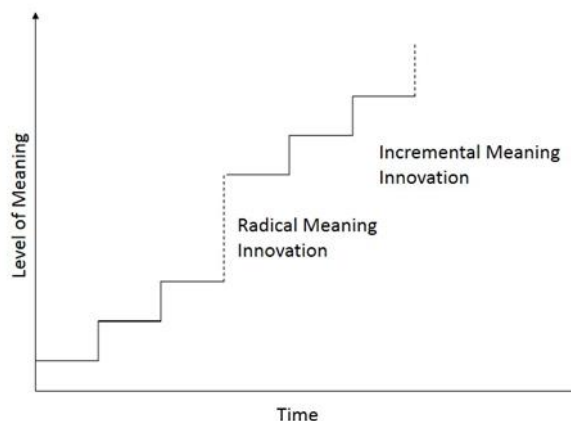 Level of Meaning
Incremental Meaning
Innovation
Radical Meaning
Innovation
Time